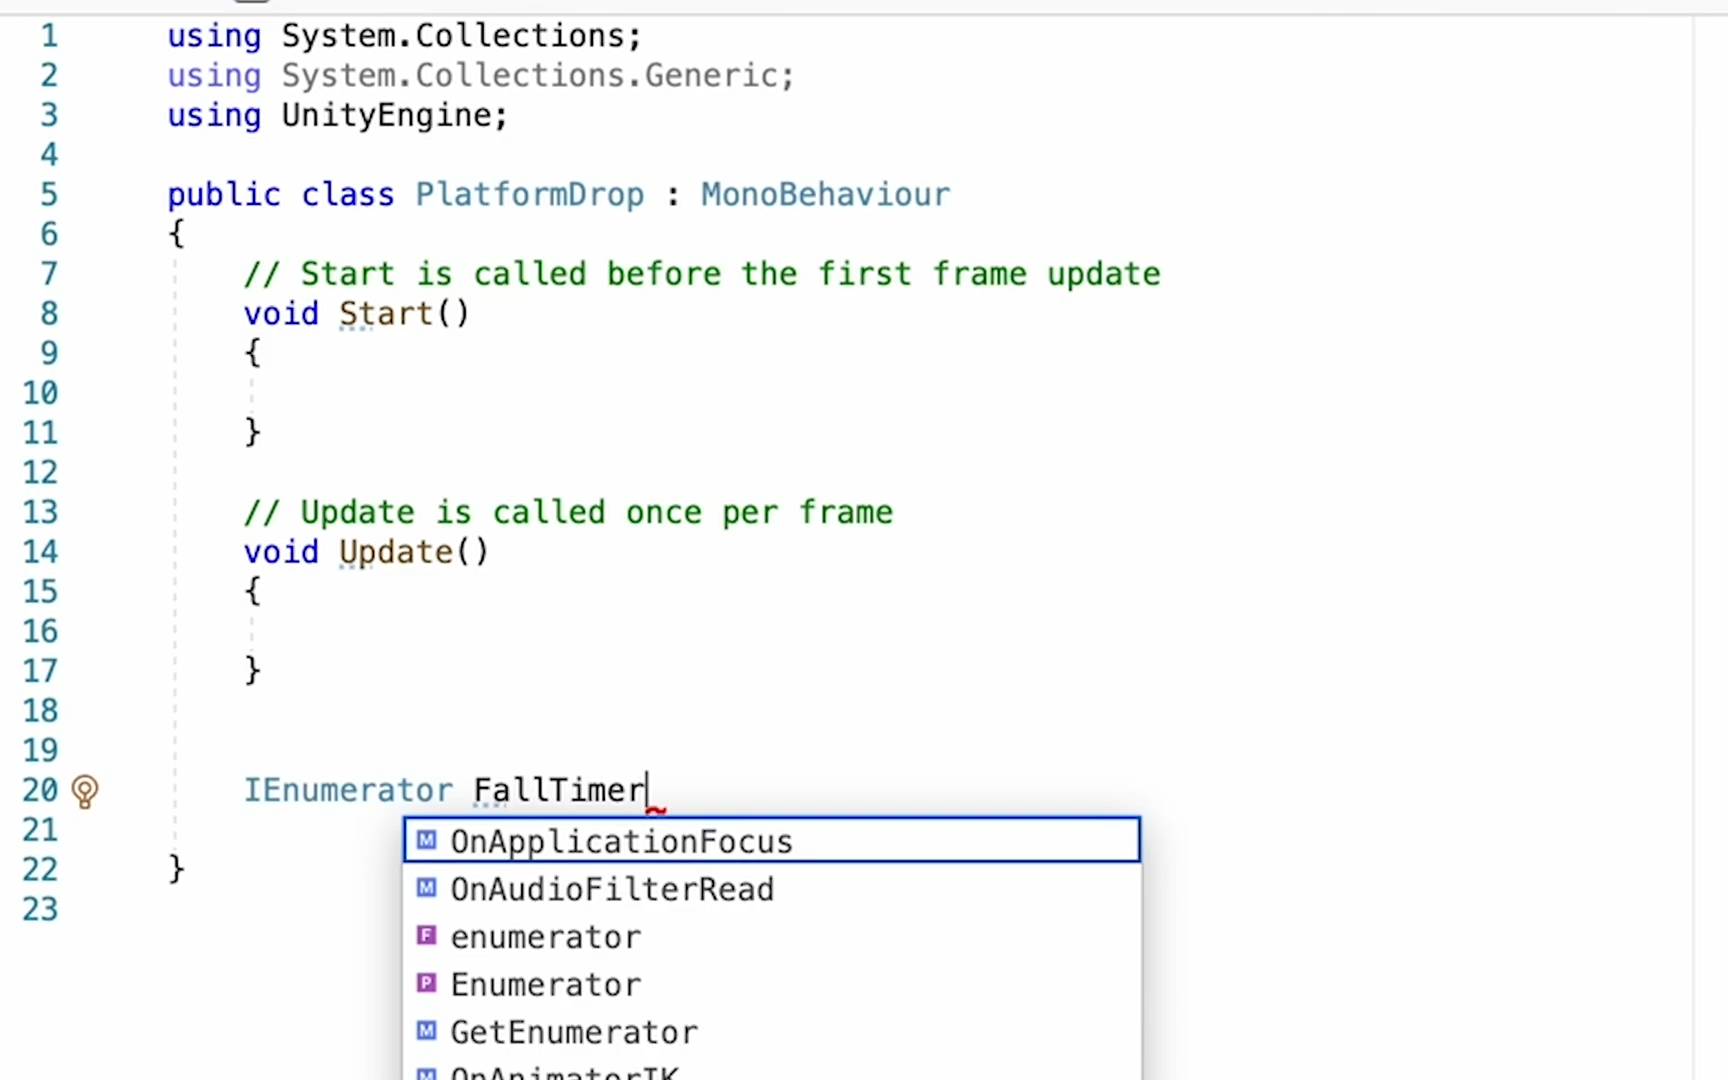 1 using System.Collections;
2 using System.Collections.Generic;
3 using UnityEngine;
4
5 public class PlatformDrop : MonoBehaviour
6 {
7 // Start is called before the first frame update
8 void Start()
9 {
10
11 }
12
13 // Update is called once per frame
14 void Update()
15 {
16
17 }
18
19
20 IEnumerator FallTimer
21
22 }
23
M OnApplicationFocus
M OnAudioFilterRead
F enumerator
P Enumerator
M GetEnumerator
M OnAnimatorIK